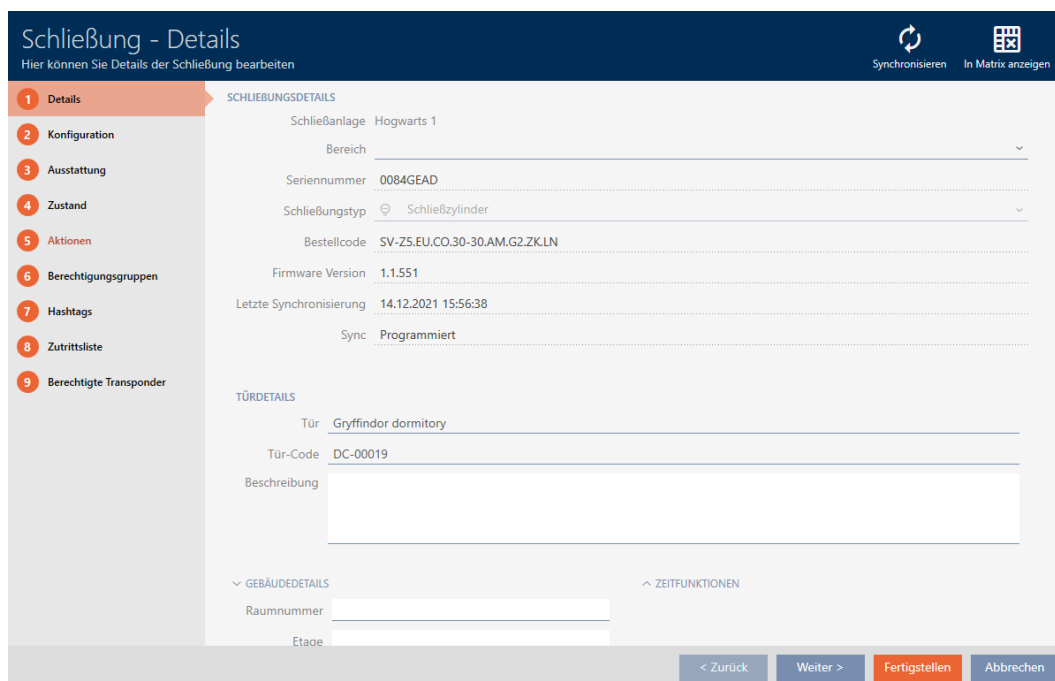 Schließung - Details
Hier können Sie Details der Schließung bearbeiten
Synchronisieren
In Matrix anzeigen
1 Details
2 Konfiguration
3 Ausstattung
4 Zustand
5 Aktionen
6 Berechtigungsgruppen
7 Hashtags
8 Zutrittsliste
9 Berechtigte Transponder
SCHLIEßUNGSDETAILS
Schließanlage Hogwarts 1
Bereich
Seriennummer 0084GEAD
Schließungstyp Schließzylinder
Bestellcode SV-Z5.EU.CO.30-30.AM.G2.ZK.LN
Firmware Version 1.1.551
Letzte Synchronisierung 14.12.2021 15:56:38
Sync Programmiert
TÜRDETAILS
Tür Gryffindor dormitory
Tür-Code DC-00019
Beschreibung
GEBÄUDEDETAILS
Raumnummer
Etage
ZEITFUNKTIONEN
< Zurück
Weiter >
Fertigstellen
Abbrechen